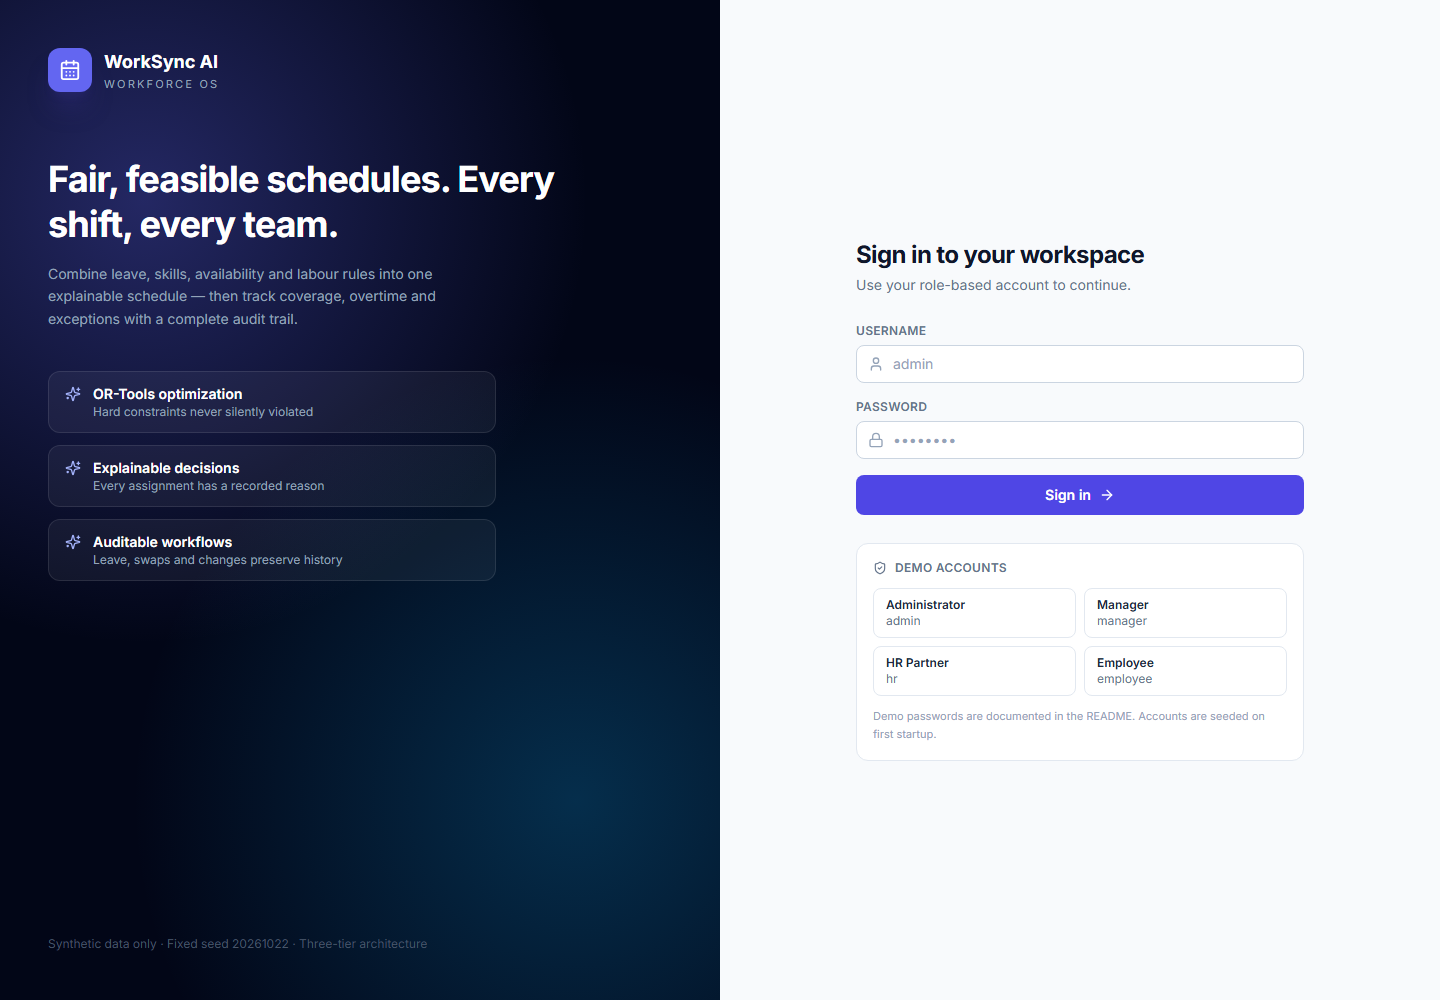 WorkSync AI
WORKFORCE OS
Fair, feasible schedules. Every
shift, every team.
Combine leave, skills, availability and labour rules into one
explainable schedule — then track coverage, overtime and
exceptions with a complete audit trail.
OR-Tools optimization
Hard constraints never silently violated
Explainable decisions
Every assignment has a recorded reason
Auditable workflows
Leave, swaps and changes preserve history
Synthetic data only · Fixed seed 20261022 · Three-tier architecture
Sign in to your workspace
Use your role-based account to continue.
USERNAME
admin
PASSWORD
••••••••
Sign in →
DEMO ACCOUNTS
Administrator
admin
Manager
manager
HR Partner
hr
Employee
employee
Demo passwords are documented in the README. Accounts are seeded on
first startup.